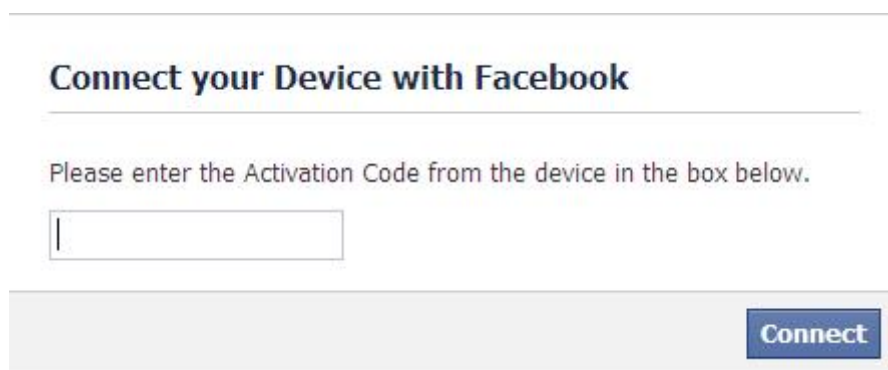 Connect your Device with Facebook
Please enter the Activation Code from the device in the box below.
Connect